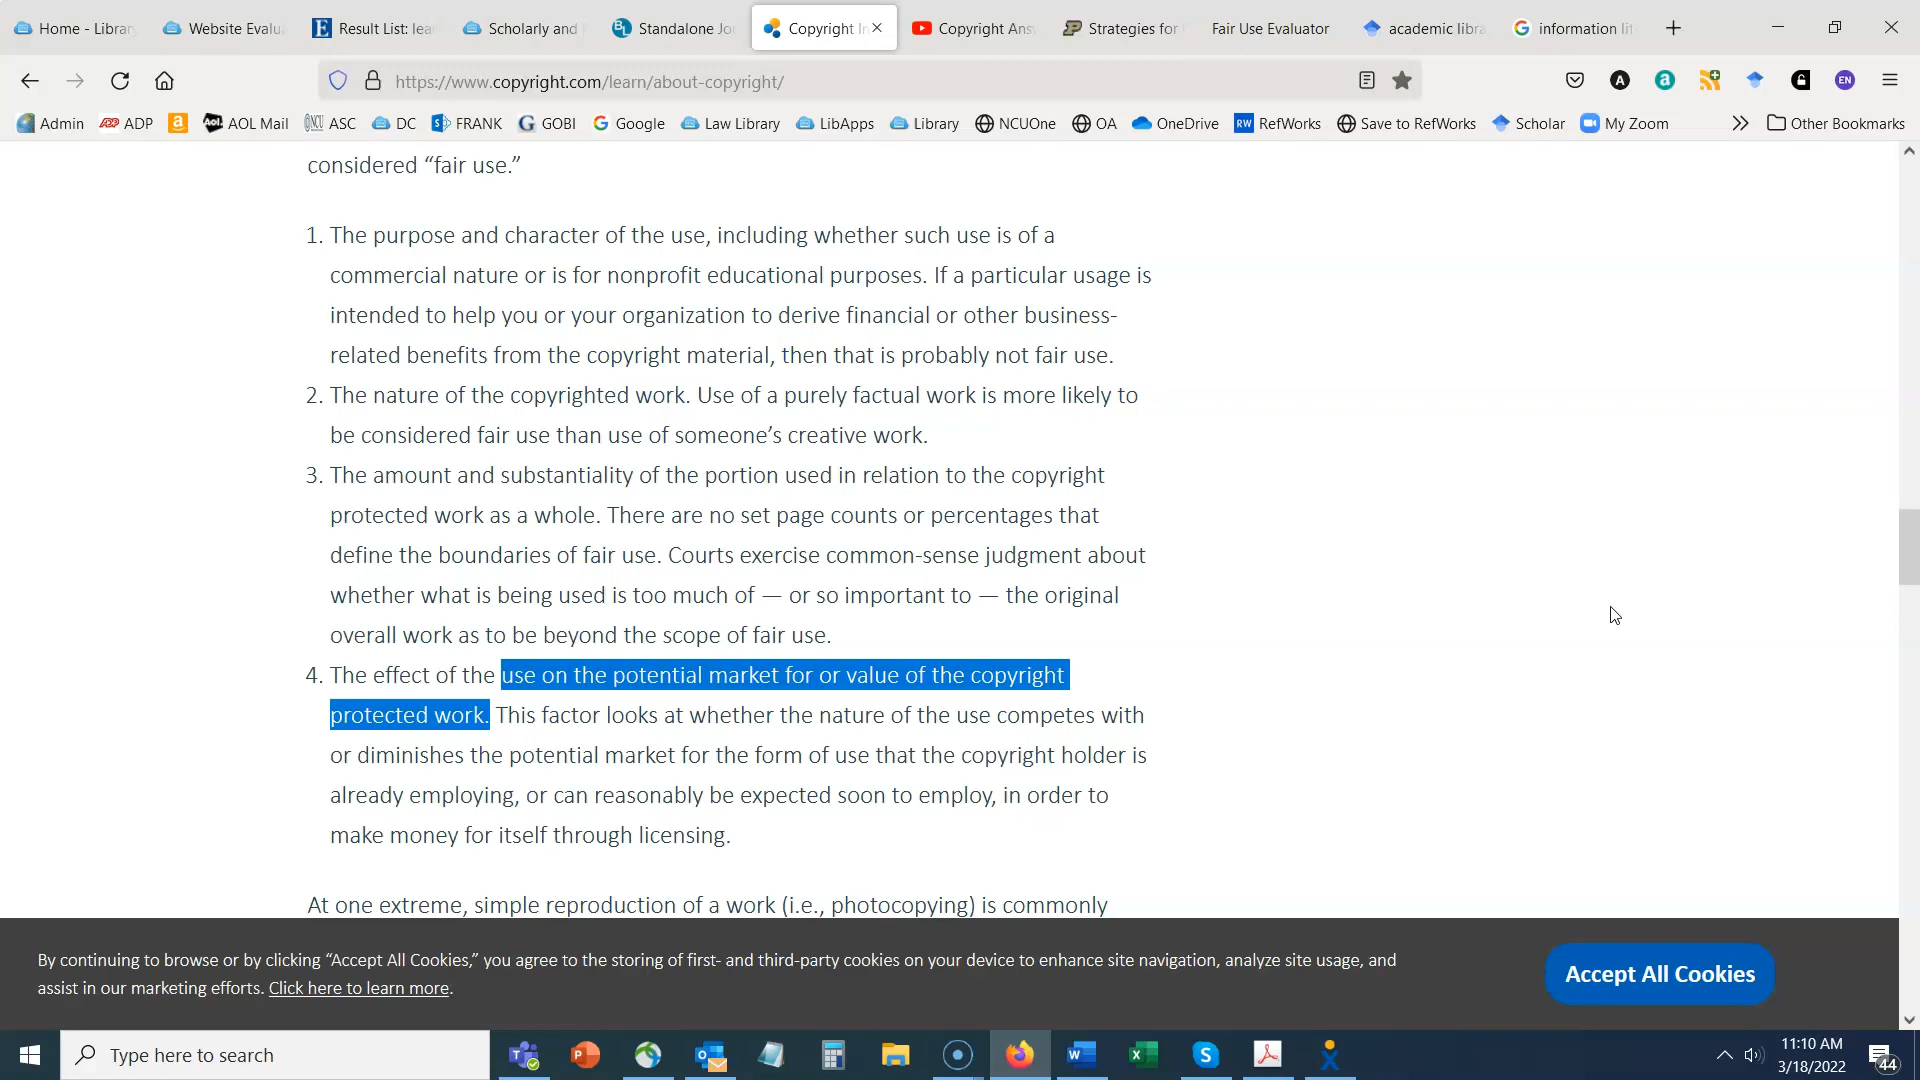 Home - Libra
Website Evalu
Result List: lea
Scholarly and
Standalone Jo
Copyright In
Copyright Ans
Strategies for
Fair Use Evaluator
academic libra
information lit
https://www.copyright.com/learn/about-copyright/
Admin
ADP
AOL Mail
ASC
DC
FRANK
GOBI
Google
Law Library
LibApps
Library
NCUOne
OA
OneDrive
RefWorks
Save to RefWorks
Scholar
My Zoom
Other Bookmarks
considered “fair use.”
1. The purpose and character of the use, including whether such use is of a
commercial nature or is for nonprofit educational purposes. If a particular usage is
intended to help you or your organization to derive financial or other business-
related benefits from the copyright material, then that is probably not fair use.
2. The nature of the copyrighted work. Use of a purely factual work is more likely to
be considered fair use than use of someone’s creative work.
3. The amount and substantiality of the portion used in relation to the copyright
protected work as a whole. There are no set page counts or percentages that
define the boundaries of fair use. Courts exercise common-sense judgment about
whether what is being used is too much of — or so important to — the original
overall work as to be beyond the scope of fair use.
4. The effect of the use on the potential market for or value of the copyright
protected work. This factor looks at whether the nature of the use competes with
or diminishes the potential market for the form of use that the copyright holder is
already employing, or can reasonably be expected soon to employ, in order to
make money for itself through licensing.
At one extreme, simple reproduction of a work (i.e., photocopying) is commonly
By continuing to browse or by clicking “Accept All Cookies,” you agree to the storing of first- and third-party cookies on your device to enhance site navigation, analyze site usage, and
assist in our marketing efforts. Click here to learn more.
Accept All Cookies
Type here to search
11:10 AM
3/18/2022
44